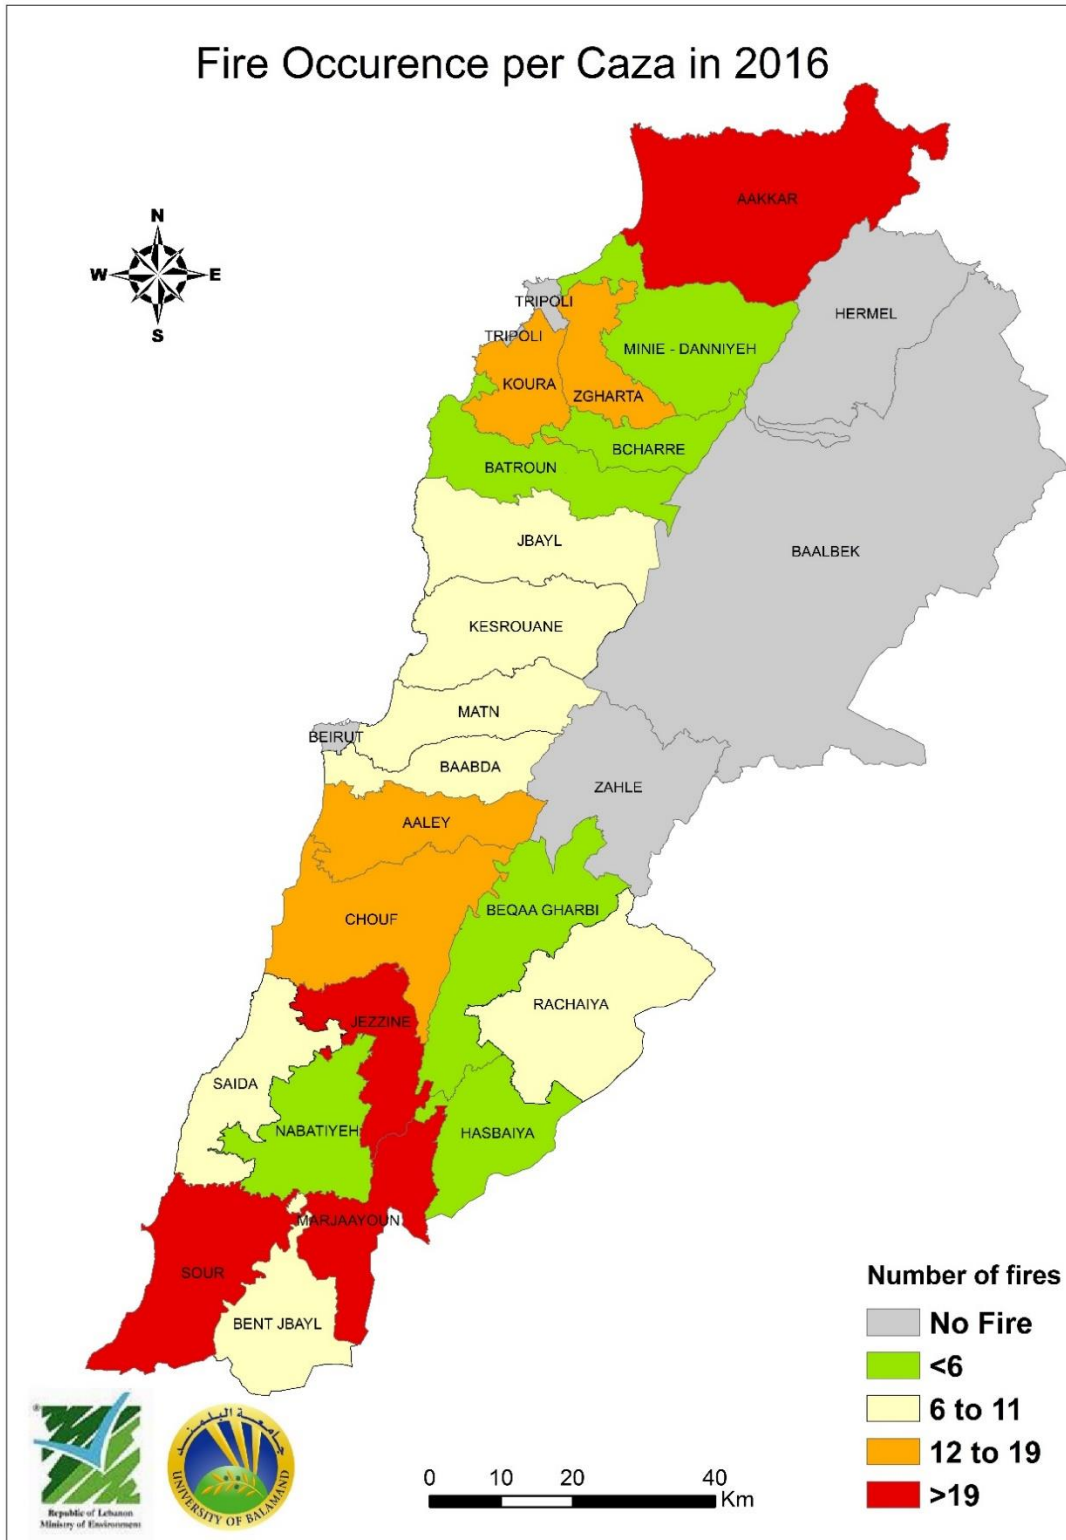 Fire Occurence per Caza in 2016
N
W
E
S
AAKKAR
TRIPOLI
HERMEL
TRIPOLI
MINIE - DANNIYEH
KOURA
ZGHARTA
BCHARRE
BATROUN
JBAYL
BAALBEK
KESROUANE
MATN
BEIRUT
BAABDA
ZAHLE
AALEY
BEQAA GHARBI
CHOUF
RACHAIYA
JEZZINE
SAIDA
NABATIYEH
HASBAIYA
MARJAAYOUN
SOUR
BENT JBAYL
Number of fires
No Fire
<6
6 to 11
12 to 19
>19
Republic of Lebanon
Ministry of Environment
جامعة البلمند
UNIVERSITY OF BALAMAND
0 10 20 40
Km